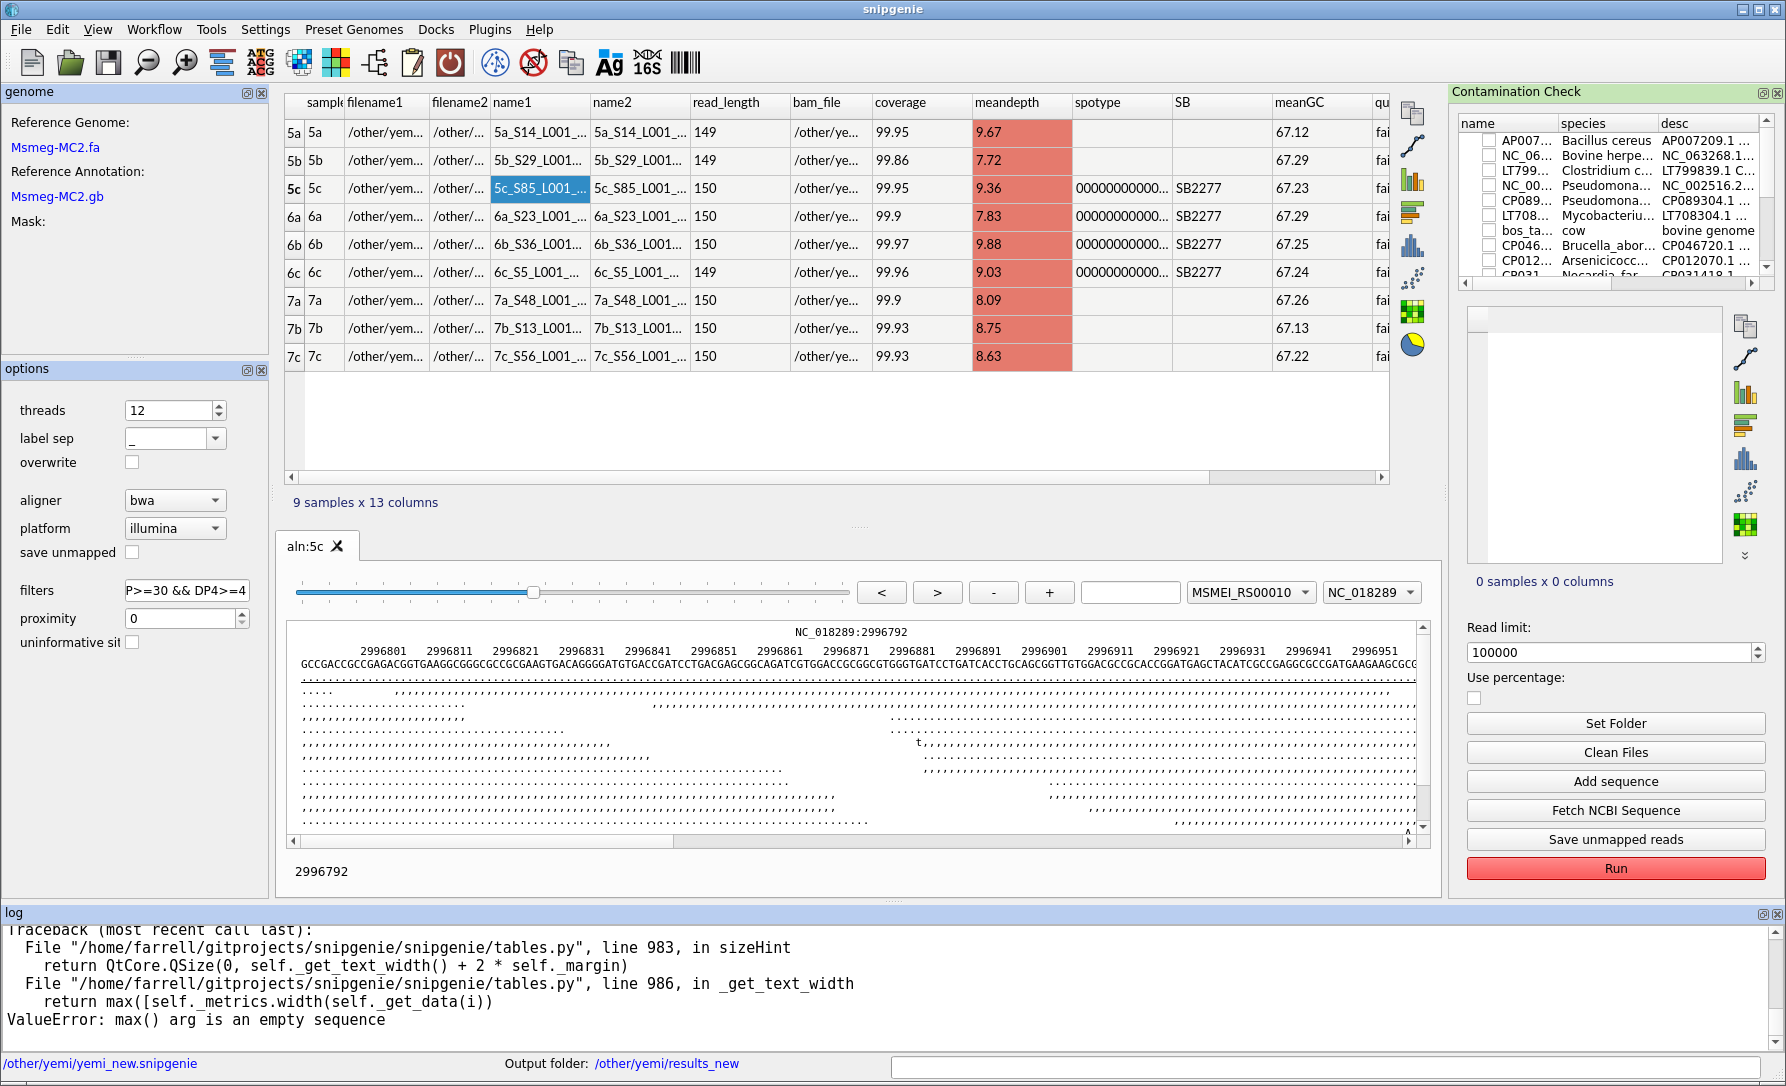 snipgenie
File Edit View Workflow Tools Settings Preset Genomes Docks Plugins Help
ATG ACG ACG Ag 16S
genome
Reference Genome:
Msmeg-MC2.fa
Reference Annotation:
Msmeg-MC2.gb
Mask:
options
threads 12
label sep _
overwrite
aligner bwa
platform illumina
save unmapped
filters P>=30 && DP4>=4
proximity 0
uninformative sit
sample filename1 filename2 name1 name2 read_length bam_file coverage meandepth spotype SB meanGC qu
5a 5a /other/yem... /other/... 5a_S14_L001_... 5a_S14_L001_... 149 /other/ye... 99.95 9.67 67.12 fai
5b 5b /other/yem... /other/... 5b_S29_L001... 5b_S29_L001... 149 /other/ye... 99.86 7.72 67.29 fai
5c 5c /other/yem... /other/... 5c_S85_L001_... 5c_S85_L001_... 150 /other/ye... 99.95 9.36 00000000000... SB2277 67.23 fai
6a 6a /other/yem... /other/... 6a_S23_L001_... 6a_S23_L001_... 150 /other/ye... 99.9 7.83 00000000000... SB2277 67.29 fai
6b 6b /other/yem... /other/... 6b_S36_L001... 6b_S36_L001... 150 /other/ye... 99.97 9.88 00000000000... SB2277 67.25 fai
6c 6c /other/yem... /other/... 6c_S5_L001_... 6c_S5_L001_... 149 /other/ye... 99.96 9.03 00000000000... SB2277 67.24 fai
7a 7a /other/yem... /other/... 7a_S48_L001_... 7a_S48_L001_... 150 /other/ye... 99.9 8.09 67.26 fai
7b 7b /other/yem... /other/... 7b_S13_L001... 7b_S13_L001... 150 /other/ye... 99.93 8.75 67.13 fai
7c 7c /other/yem... /other/... 7c_S56_L001_... 7c_S56_L001_... 150 /other/ye... 99.93 8.63 67.22 fai
9 samples x 13 columns
aln:5c
< > - + MSMEI_RS00010 NC_018289
NC_018289:2996792
2996801 2996811 2996821 2996831 2996841 2996851 2996861 2996871 2996881 2996891 2996901 2996911 2996921 2996931 2996941 2996951
t
2996792
Contamination Check
name species desc
AP007... Bacillus cereus AP007209.1 ...
NC_06... Bovine herpe... NC_063268.1...
LT799... Clostridium c... LT799839.1 C...
NC_00... Pseudomona... NC_002516.2...
CP089... Pseudomona... CP089304.1 ...
LT708... Mycobacteriu... LT708304.1 ...
bos_ta... cow bovine genome
CP046... Brucella_abor... CP046720.1 ...
CP012... Arsenicicocc... CP012070.1 ...
CP031... Nocardia_far... CP031418.1 ...
0 samples x 0 columns
Read limit:
100000
Use percentage:
Set Folder
Clean Files
Add sequence
Fetch NCBI Sequence
Save unmapped reads
Run
log
Traceback (most recent call last):
File "/home/farrell/gitprojects/snipgenie/snipgenie/tables.py", line 983, in sizeHint
return QtCore.QSize(0, self._get_text_width() + 2 * self._margin)
File "/home/farrell/gitprojects/snipgenie/snipgenie/tables.py", line 986, in _get_text_width
return max([self._metrics.width(self._get_data(i))
ValueError: max() arg is an empty sequence
/other/yemi/yemi_new.snipgenie Output folder: /other/yemi/results_new